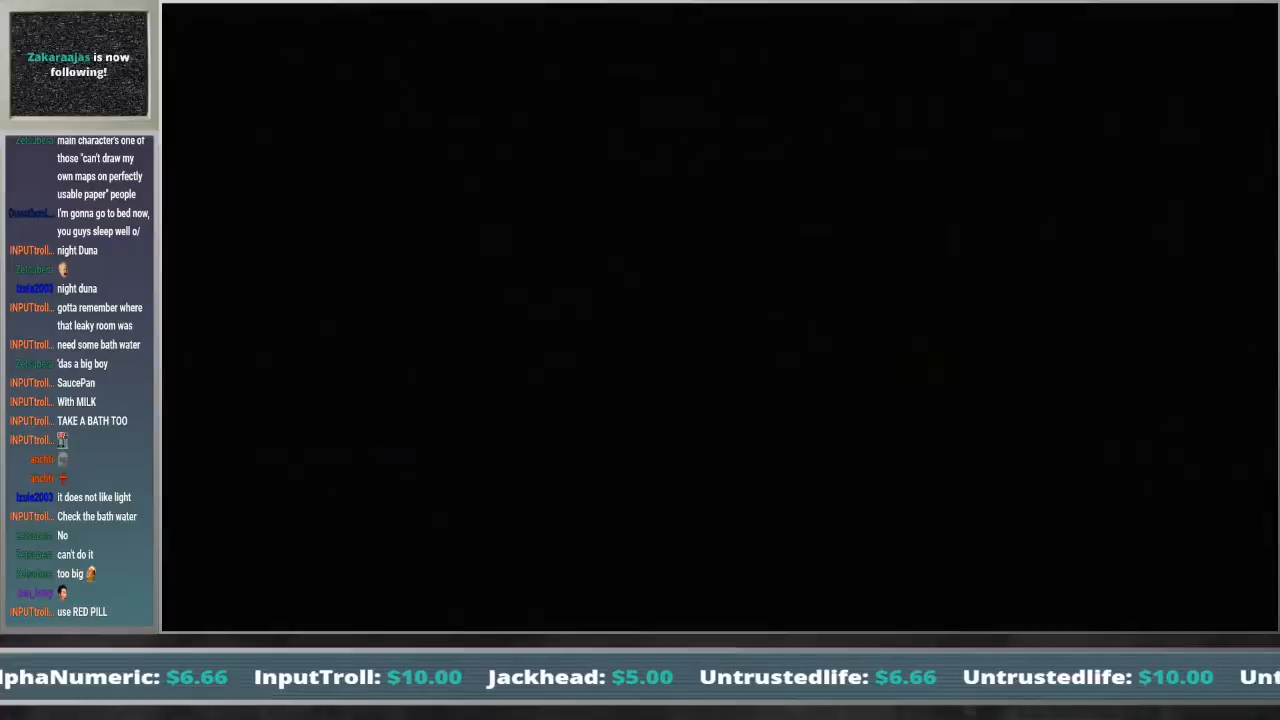 Zakaraajas is now
following!
main character's one of
those "can't draw my
own maps on perfectly
usable paper" people
I'm gonna go to bed now,
you guys sleep well o/
INPUTtroll... night Duna
Izule2003 night duna
INPUTtroll... gotta remember where
that leaky room was
INPUTtroll... need some bath water
'das a big boy
INPUTtroll... SaucePan
INPUTtroll... With MILK
INPUTtroll... TAKE A BATH TOO
INPUTtroll...
anchti
anchti
Izule2003 it does not like light
INPUTtroll... Check the bath water
No
can't do it
too big
INPUTtroll... use RED PILL
lphaNumeric: $6.66 InputTroll: $10.00 Jackhead: $5.00 Untrustedlife: $6.66 Untrustedlife: $10.00 Unt